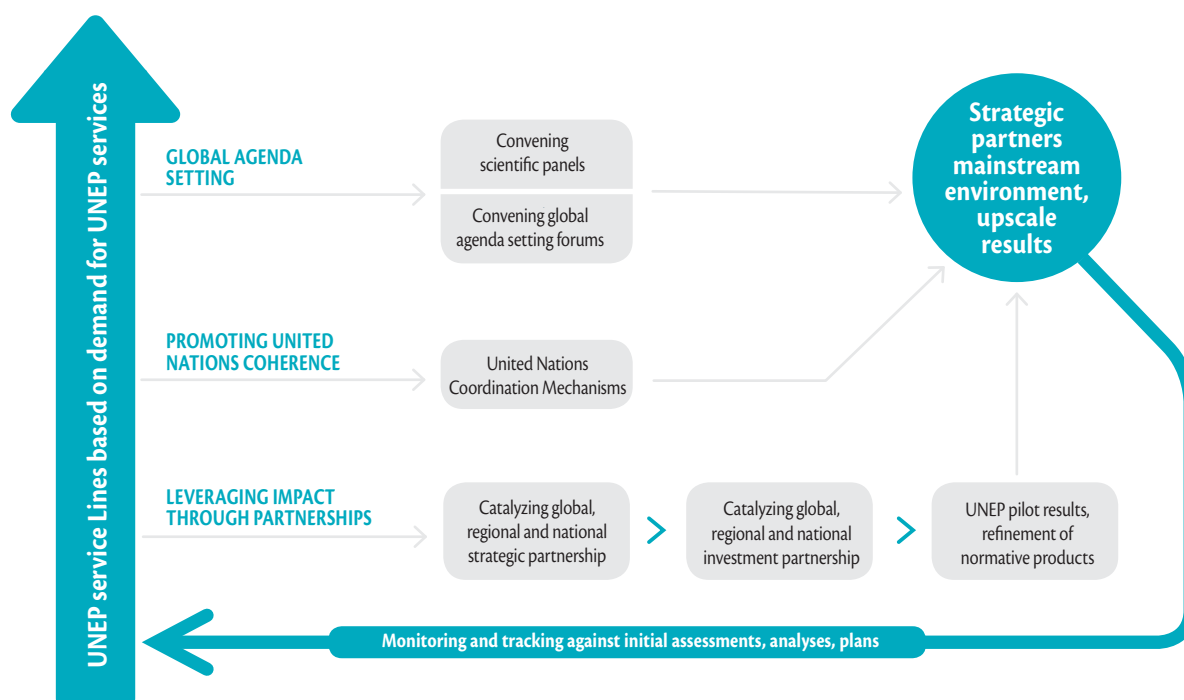 UNEP service Lines based on demand for UNEP services
GLOBAL AGENDA
SETTING
Convening
scientific panels
Convening global
agenda setting forums
Strategic
partners
mainstream
environment,
upscale
results
PROMOTING UNITED
NATIONS COHERENCE
United Nations
Coordination Mechanisms
LEVERAGING IMPACT
THROUGH PARTNERSHIPS
Catalyzing global,
regional and national
strategic partnership
Catalyzing global,
regional and national
investment partnership
UNEP pilot results,
refinement of
normative products
Monitoring and tracking against initial assessments, analyses, plans